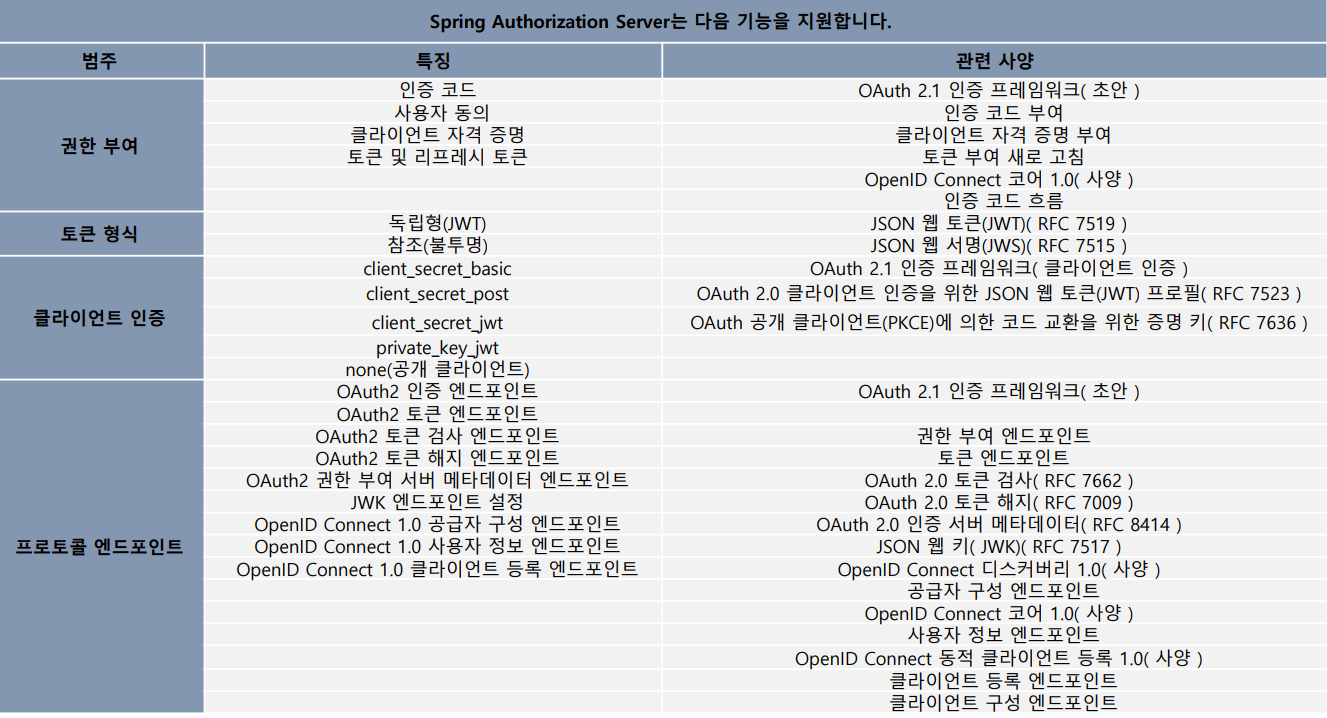 Spring Authorization Server는 다음 기능을 지원합니다.
범주 특징 관련 사양
권한 부여
인증 코드 OAuth 2.1 인증 프레임워크( 초안 )
사용자 동의 인증 코드 부여
클라이언트 자격 증명 클라이언트 자격 증명 부여
토큰 및 리프레시 토큰 토큰 부여 새로 고침
OpenID Connect 코어 1.0( 사양 )
인증 코드 흐름
토큰 형식
독립형(JWT) JSON 웹 토큰(JWT)( RFC 7519 )
참조(불투명) JSON 웹 서명(JWS)( RFC 7515 )
클라이언트 인증
client_secret_basic OAuth 2.1 인증 프레임워크( 클라이언트 인증 )
client_secret_post OAuth 2.0 클라이언트 인증을 위한 JSON 웹 토큰(JWT) 프로필( RFC 7523 )
client_secret_jwt OAuth 공개 클라이언트(PKCE)에 의한 코드 교환을 위한 증명 키( RFC 7636 )
private_key_jwt
none(공개 클라이언트)
프로토콜 엔드포인트
OAuth2 인증 엔드포인트 OAuth 2.1 인증 프레임워크( 초안 )
OAuth2 토큰 엔드포인트
OAuth2 토큰 검사 엔드포인트 권한 부여 엔드포인트
OAuth2 토큰 해지 엔드포인트 토큰 엔드포인트
OAuth2 권한 부여 서버 메타데이터 엔드포인트 OAuth 2.0 토큰 검사( RFC 7662 )
JWK 엔드포인트 설정 OAuth 2.0 토큰 해지( RFC 7009 )
OpenID Connect 1.0 공급자 구성 엔드포인트 OAuth 2.0 인증 서버 메타데이터( RFC 8414 )
OpenID Connect 1.0 사용자 정보 엔드포인트 JSON 웹 키( JWK)( RFC 7517 )
OpenID Connect 1.0 클라이언트 등록 엔드포인트 OpenID Connect 디스커버리 1.0( 사양 )
공급자 구성 엔드포인트
OpenID Connect 코어 1.0( 사양 )
사용자 정보 엔드포인트
OpenID Connect 동적 클라이언트 등록 1.0( 사양 )
클라이언트 등록 엔드포인트
클라이언트 구성 엔드포인트